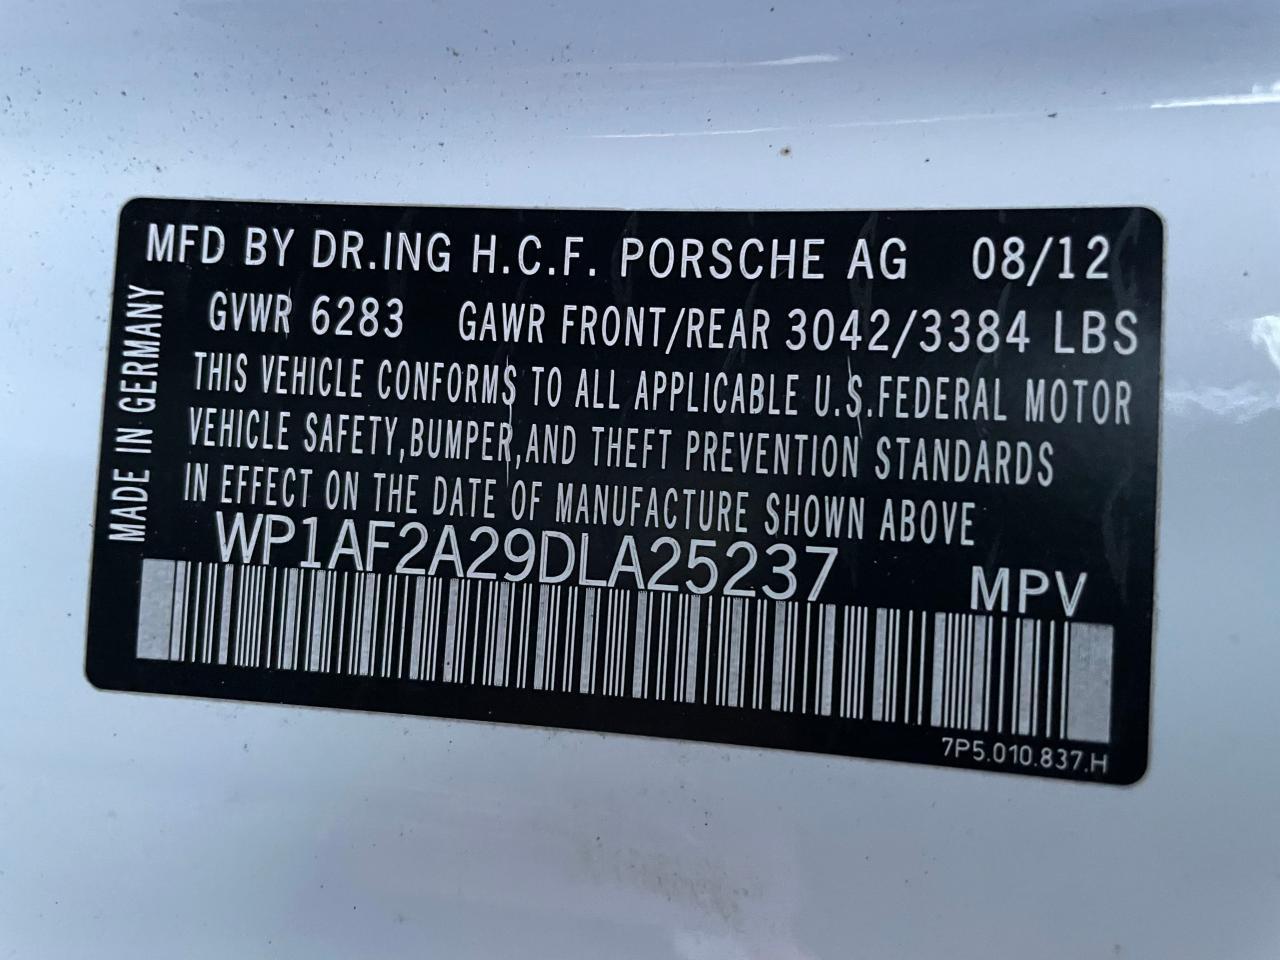 MFD BY DR.ING H.C.F. PORSCHE AG 08/12
GVWR 6283 GAWR FRONT/REAR 3042/3384 LBS
THIS VEHICLE CONFORMS TO ALL APPLICABLE U.S.FEDERAL MOTOR
VEHICLE SAFETY,BUMPER,AND THEFT PREVENTION STANDARDS
IN EFFECT ON THE DATE OF MANUFACTURE SHOWN ABOVE
WP1AF2A29DLA25237 MPV
7P5.010.837.H
MADE IN GERMANY